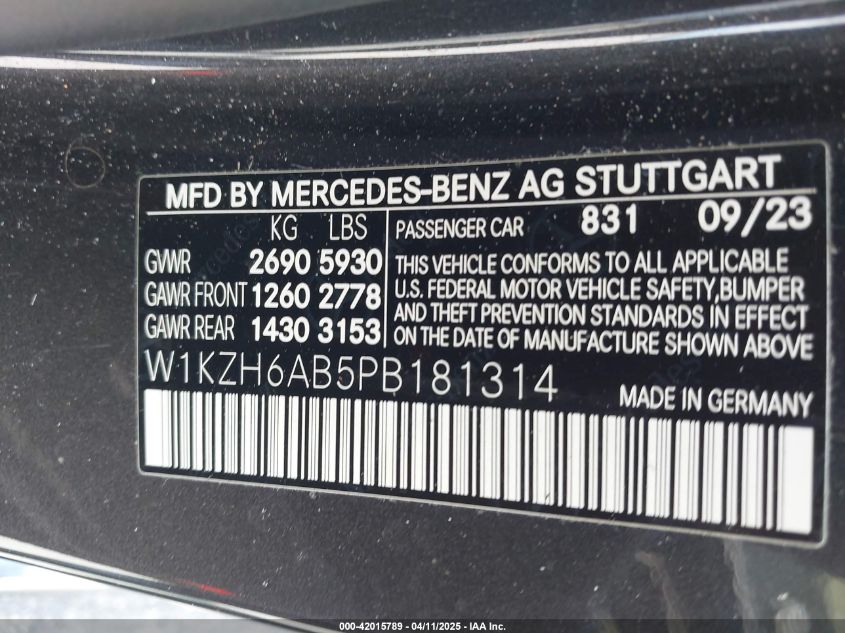 MFD BY MERCEDES-BENZ AG STUTTGART
KG LBS
GVWR 2690 5930
GAWR FRONT 1260 2778
GAWR REAR 1430 3153
PASSENGER CAR 831 09/23
THIS VEHICLE CONFORMS TO ALL APPLICABLE
U.S. FEDERAL MOTOR VEHICLE SAFETY,BUMPER
AND THEFT PREVENTION STANDARDS IN EFFECT
ON THE DATE OF MANUFACTURE SHOWN ABOVE
W1KZH6AB5PB181314
MADE IN GERMANY
000-42015789 - 04/11/2025 - IAA Inc.